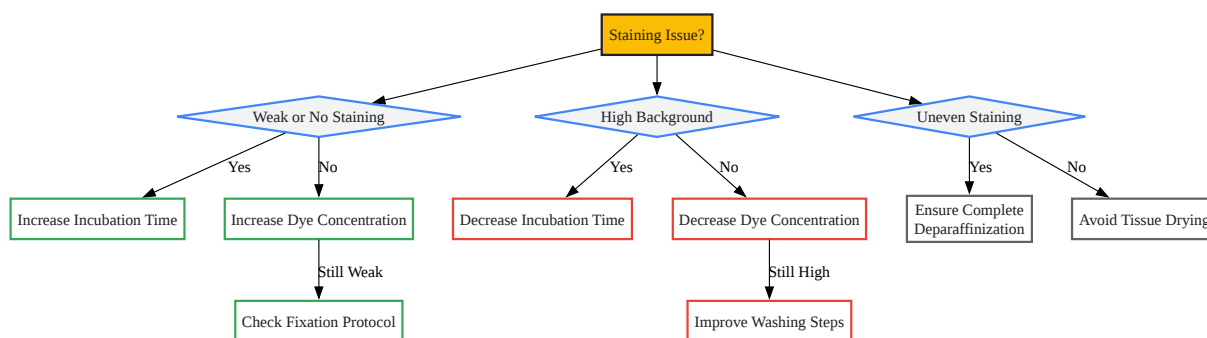 Staining Issue?
Weak or No Staining
High Background
Uneven Staining
Yes
No
Yes
No
Yes
No
Increase Incubation Time
Increase Dye Concentration
Decrease Incubation Time
Decrease Dye Concentration
Ensure Complete
Deparaffinization
Avoid Tissue Drying
Still Weak
Still High
Check Fixation Protocol
Improve Washing Steps